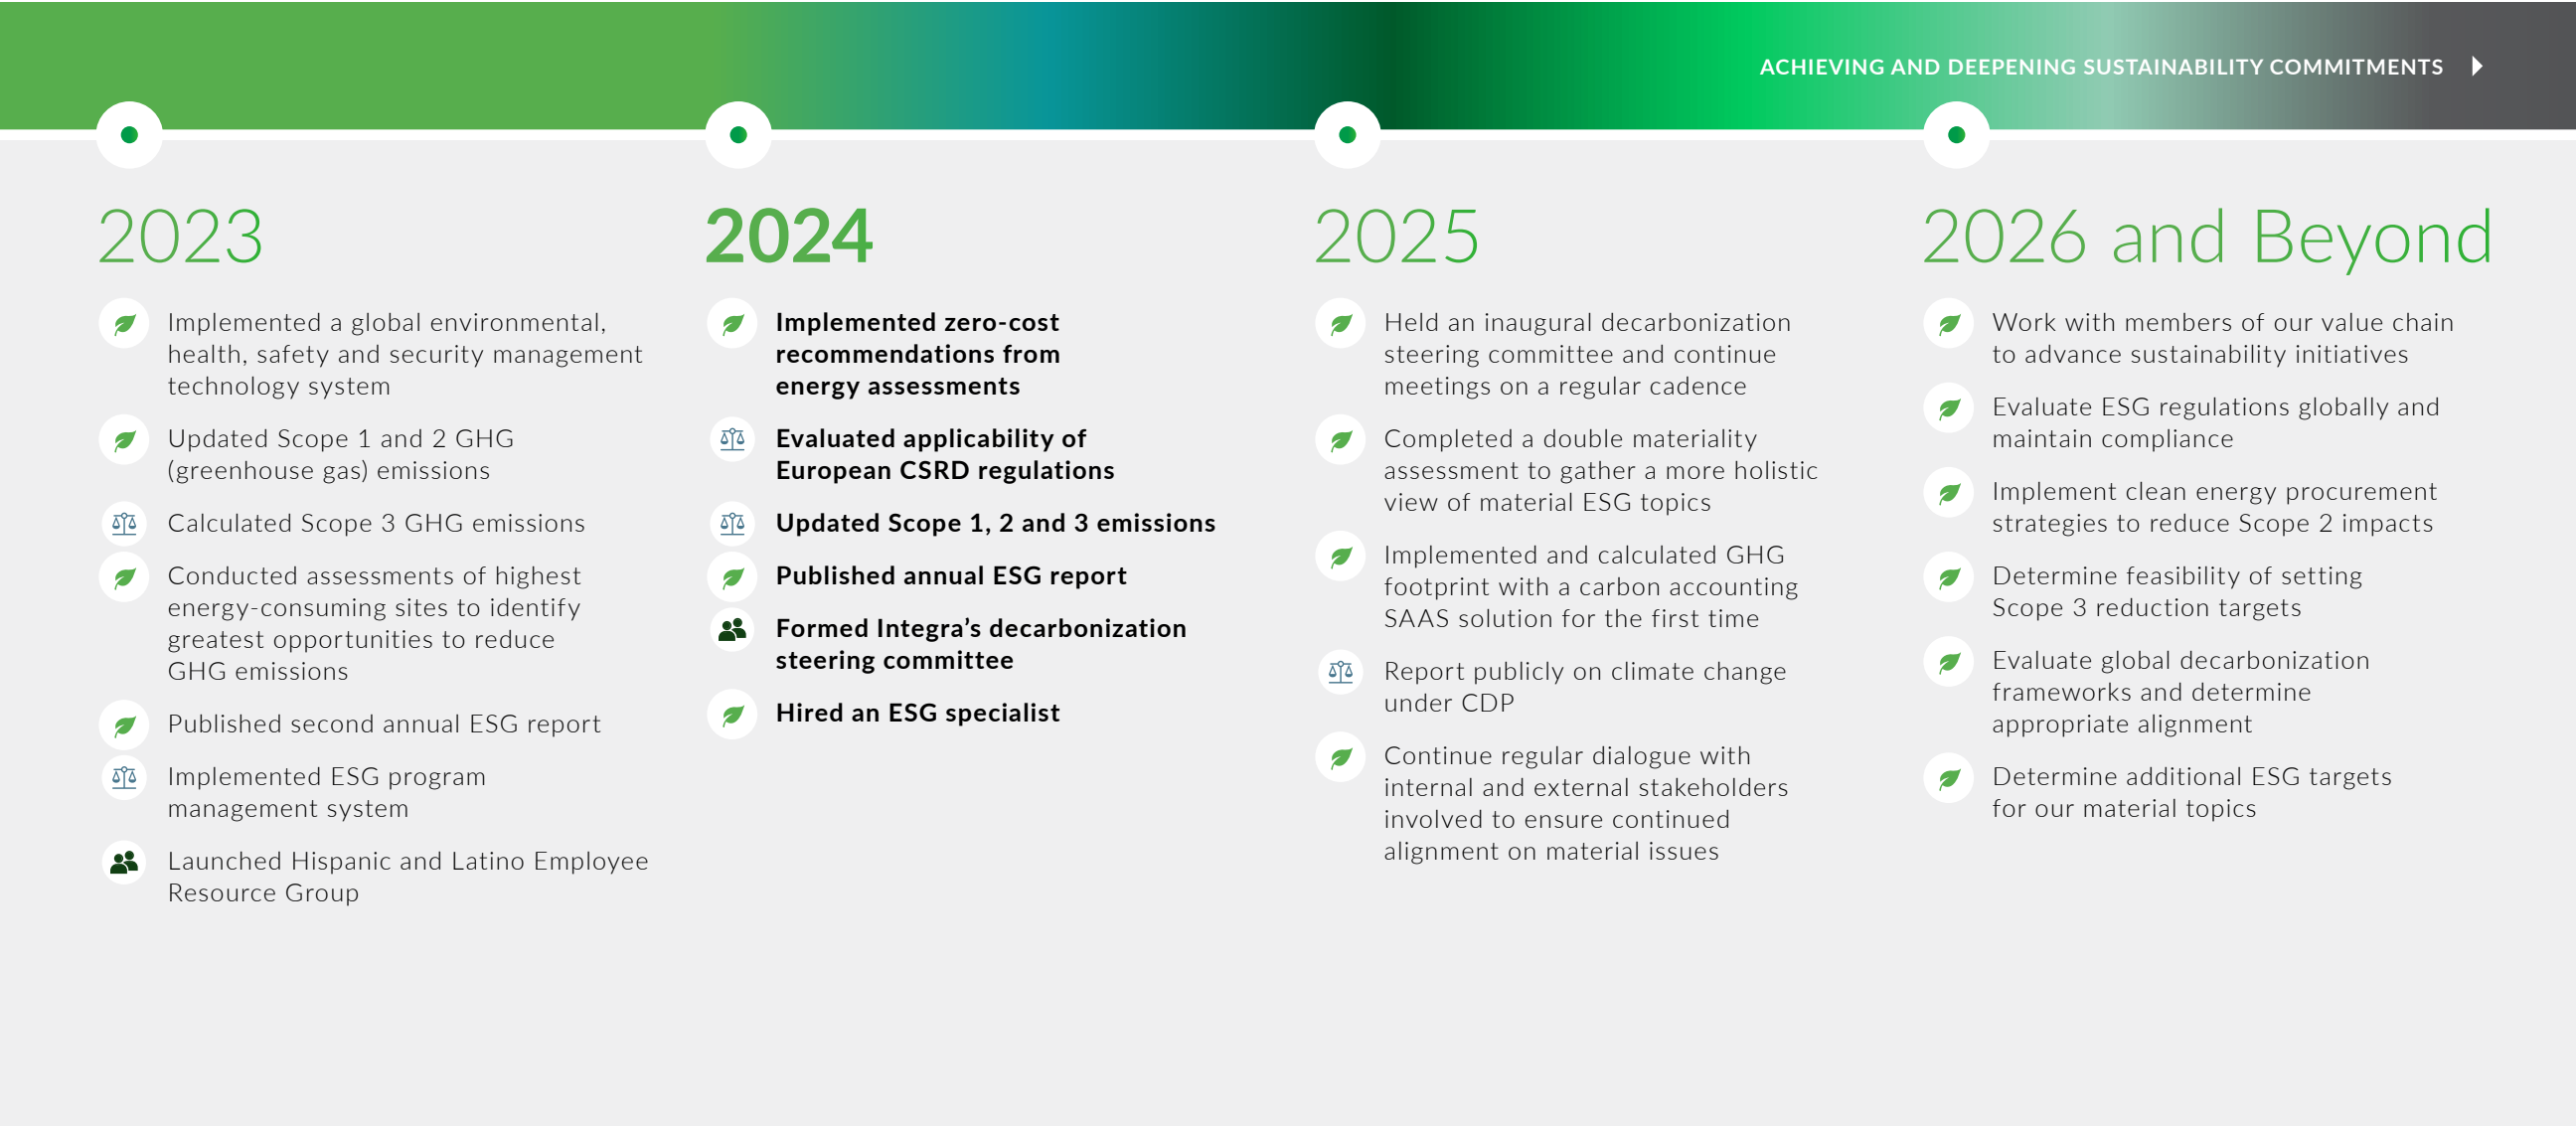 ACHIEVING AND DEEPENING SUSTAINABILITY COMMITMENTS
2023
Implemented a global environmental,
health, safety and security management
technology system
Updated Scope 1 and 2 GHG
(greenhouse gas) emissions
Calculated Scope 3 GHG emissions
Conducted assessments of highest
energy-consuming sites to identify
greatest opportunities to reduce
GHG emissions
Published second annual ESG report
Implemented ESG program
management system
Launched Hispanic and Latino Employee
Resource Group
2024
Implemented zero-cost
recommendations from
energy assessments
Evaluated applicability of
European CSRD regulations
Updated Scope 1, 2 and 3 emissions
Published annual ESG report
Formed Integra’s decarbonization
steering committee
Hired an ESG specialist
2025
Held an inaugural decarbonization
steering committee and continue
meetings on a regular cadence
Completed a double materiality
assessment to gather a more holistic
view of material ESG topics
Implemented and calculated GHG
footprint with a carbon accounting
SAAS solution for the first time
Report publicly on climate change
under CDP
Continue regular dialogue with
internal and external stakeholders
involved to ensure continued
alignment on material issues
2026 and Beyond
Work with members of our value chain
to advance sustainability initiatives
Evaluate ESG regulations globally and
maintain compliance
Implement clean energy procurement
strategies to reduce Scope 2 impacts
Determine feasibility of setting
Scope 3 reduction targets
Evaluate global decarbonization
frameworks and determine
appropriate alignment
Determine additional ESG targets
for our material topics